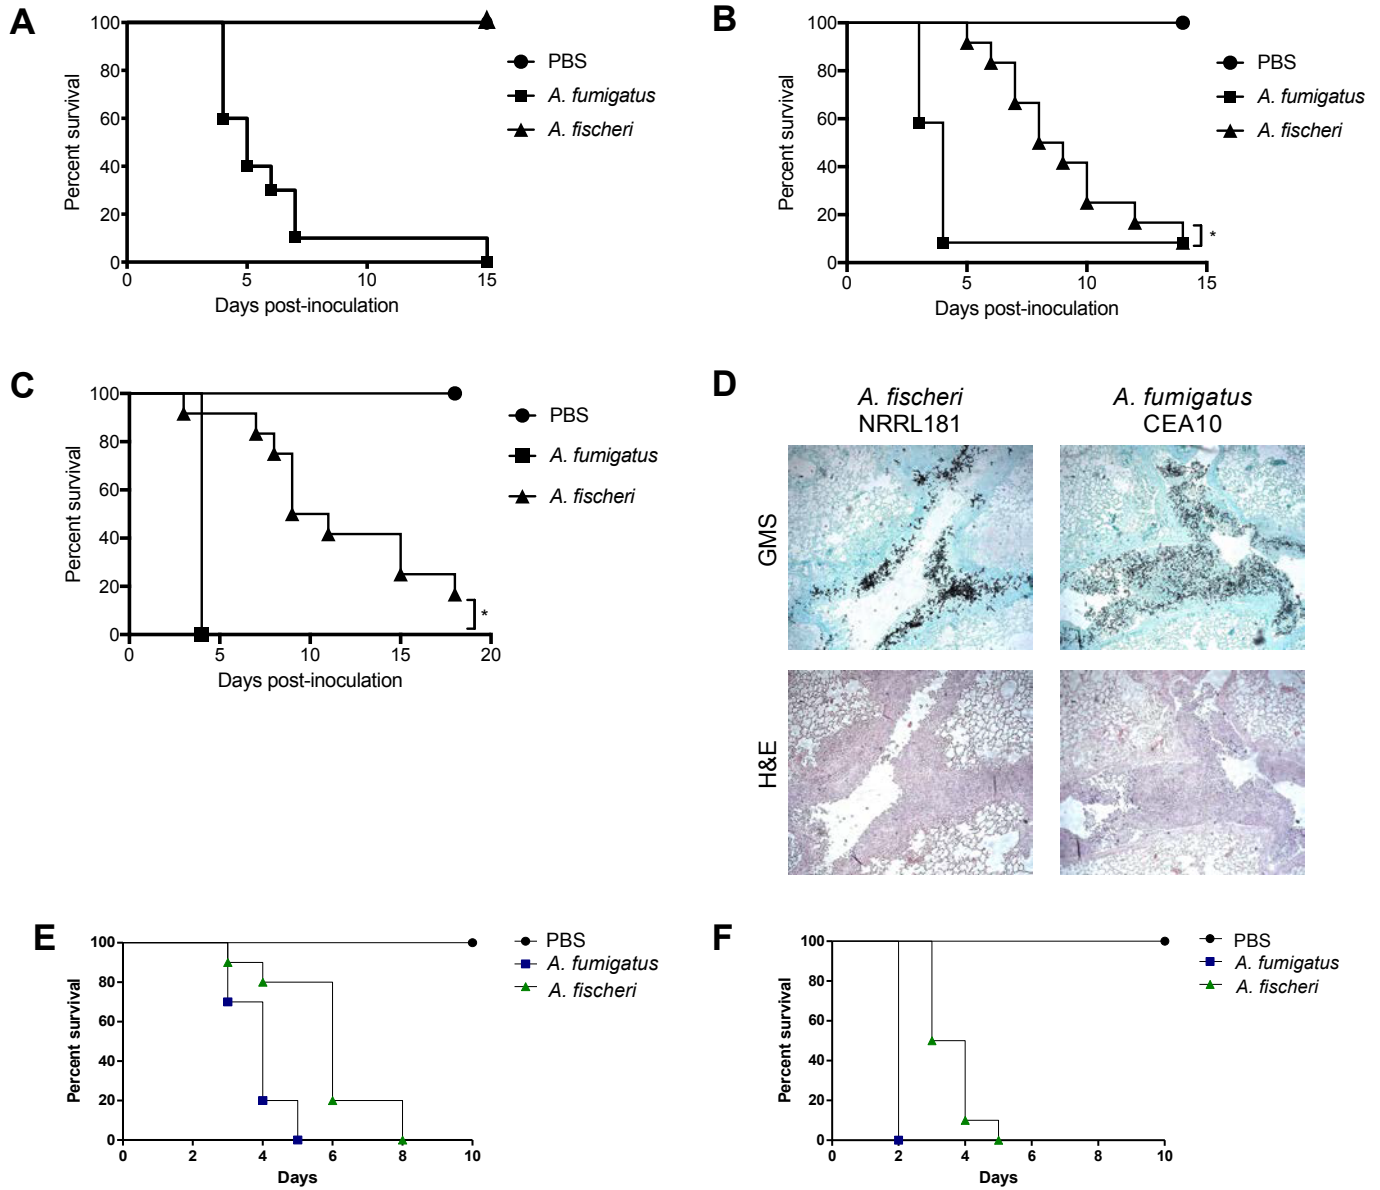 A
100
80
60
40
20
0
Percent survival
0 5 10 15
Days post-inoculation
PBS
A. fumigatus
A. fischeri
B
100
80
60
40
20
0
Percent survival
0 5 10 15
Days post-inoculation
*
PBS
A. fumigatus
A. fischeri
C
100
80
60
40
20
0
Percent survival
0 5 10 15 20
Days post-inoculation
*
PBS
A. fumigatus
A. fischeri
D
A. fischeri
NRRL181
A. fumigatus
CEA10
GMS
H&E
E
100
80
60
40
20
0
Percent survival
0 2 4 6 8 10
Days
PBS
A. fumigatus
A. fischeri
F
100
80
60
40
20
0
Percent survival
0 2 4 6 8 10
Days
PBS
A. fumigatus
A. fischeri